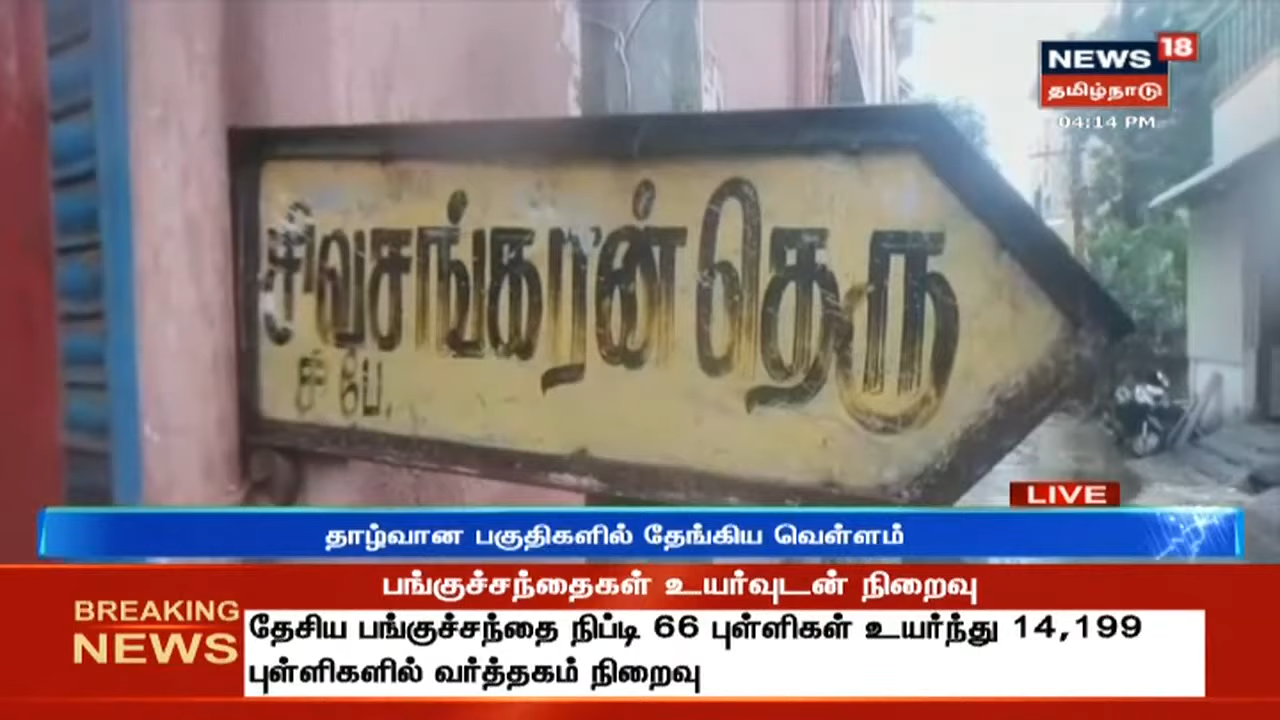 NEWS 18
தமிழ்நாடு
04:14 PM
சிவசங்கரன் தெரு
LIVE
தாழ்வான பகுதிகளில் தேங்கிய வெள்ளம்
பங்குச்சந்தைகள் உயர்வுடன் நிறைவு
BREAKING
NEWS
தேசிய பங்குச்சந்தை நிப்டி 66 புள்ளிகள் உயர்ந்து 14,199
புள்ளிகளில் வர்த்தகம் நிறைவு